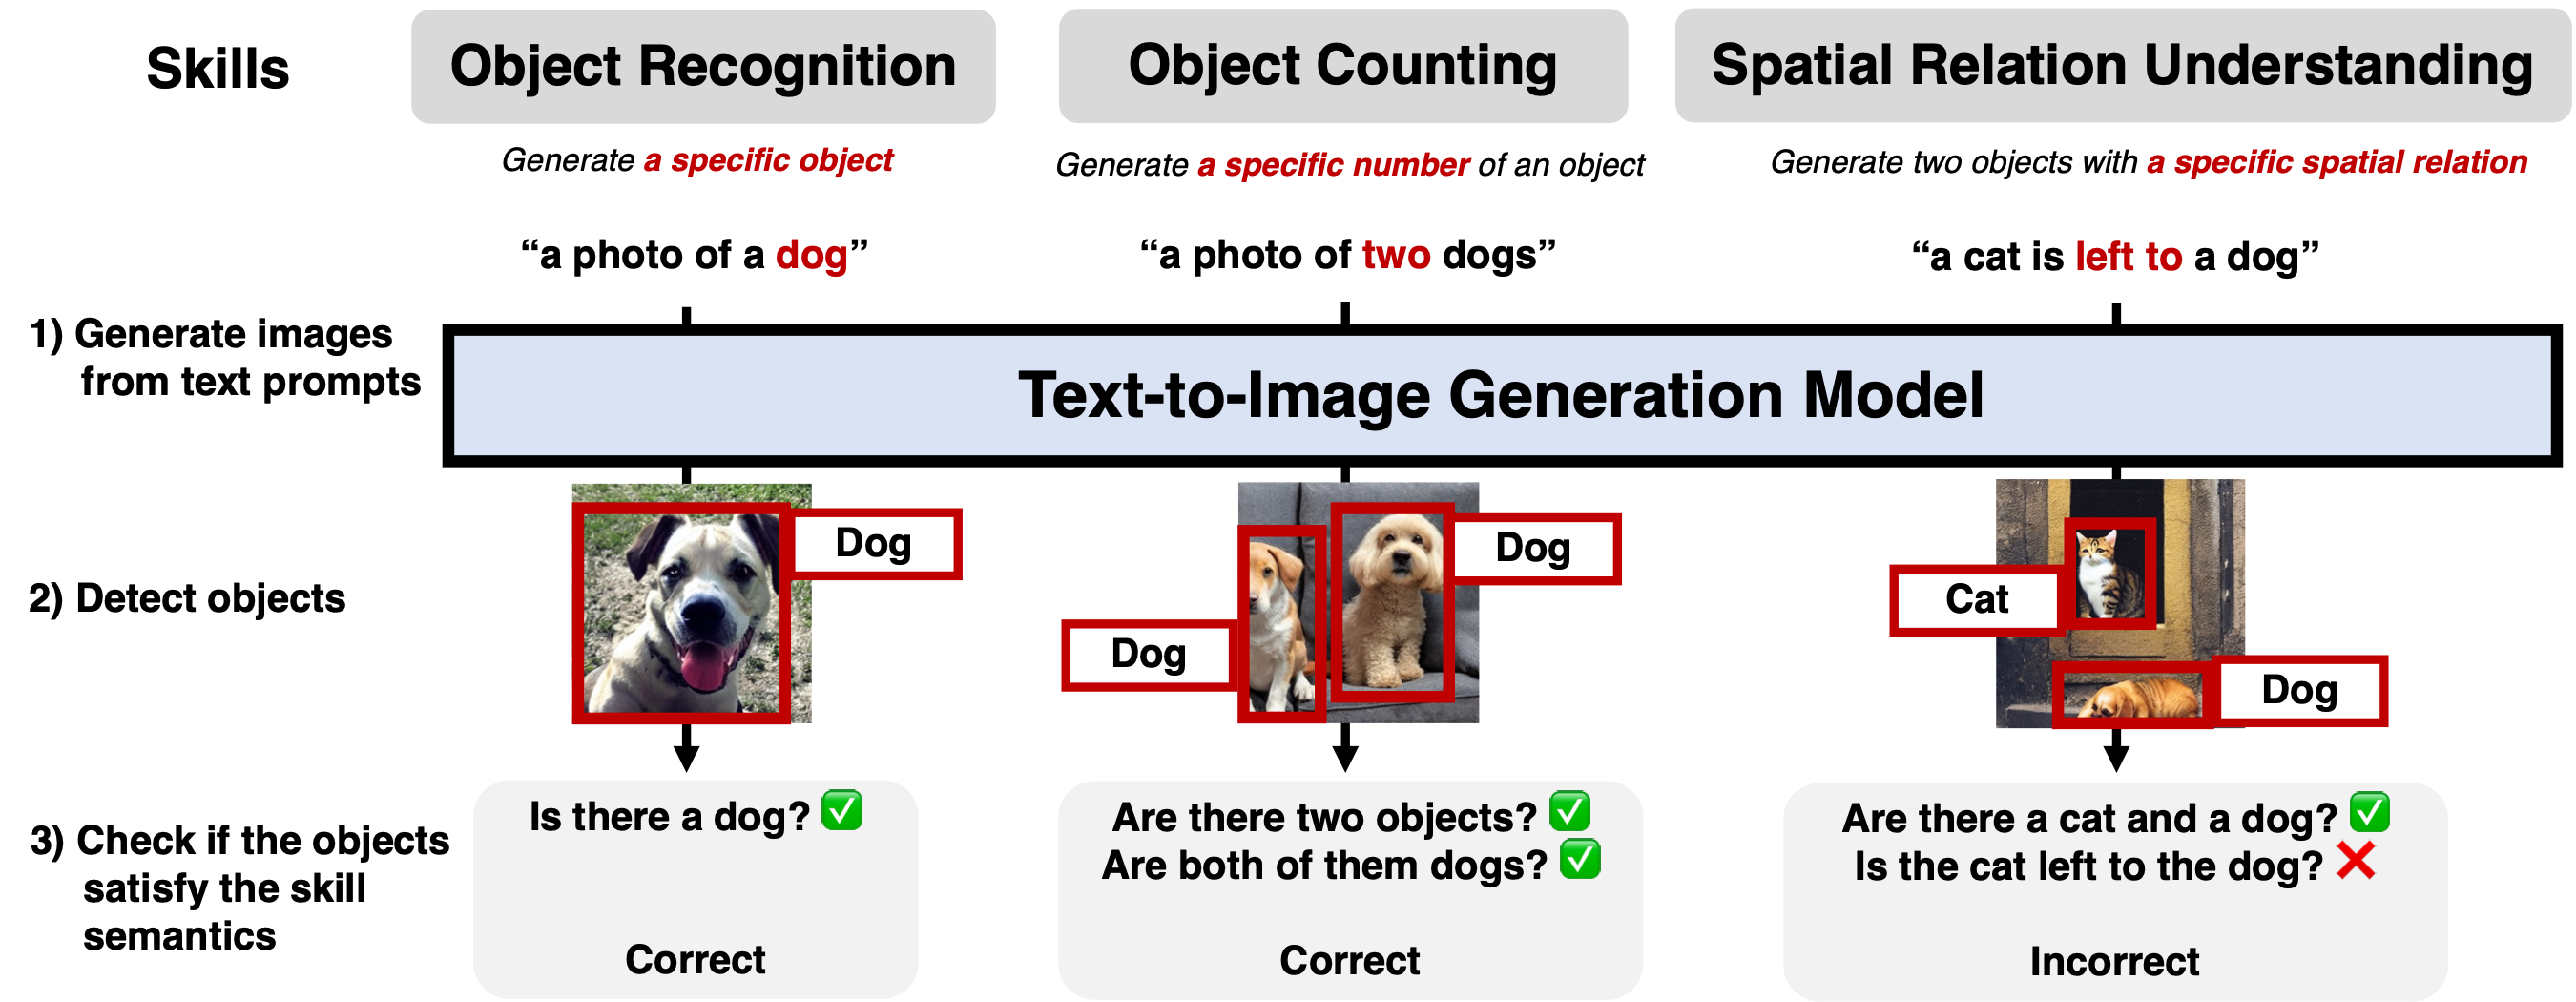 Skills
Object Recognition
Object Counting
Spatial Relation Understanding
Generate a specific object
Generate a specific number of an object
Generate two objects with a specific spatial relation
“a photo of a dog”
“a photo of two dogs”
“a cat is left to a dog”
1) Generate images
from text prompts
Text-to-Image Generation Model
2) Detect objects
Dog
Dog
Dog
Cat
Dog
3) Check if the objects
satisfy the skill
semantics
Is there a dog? ✅
Correct
Are there two objects? ✅
Are both of them dogs? ✅
Correct
Are there a cat and a dog? ✅
Is the cat left to the dog? ❌
Incorrect